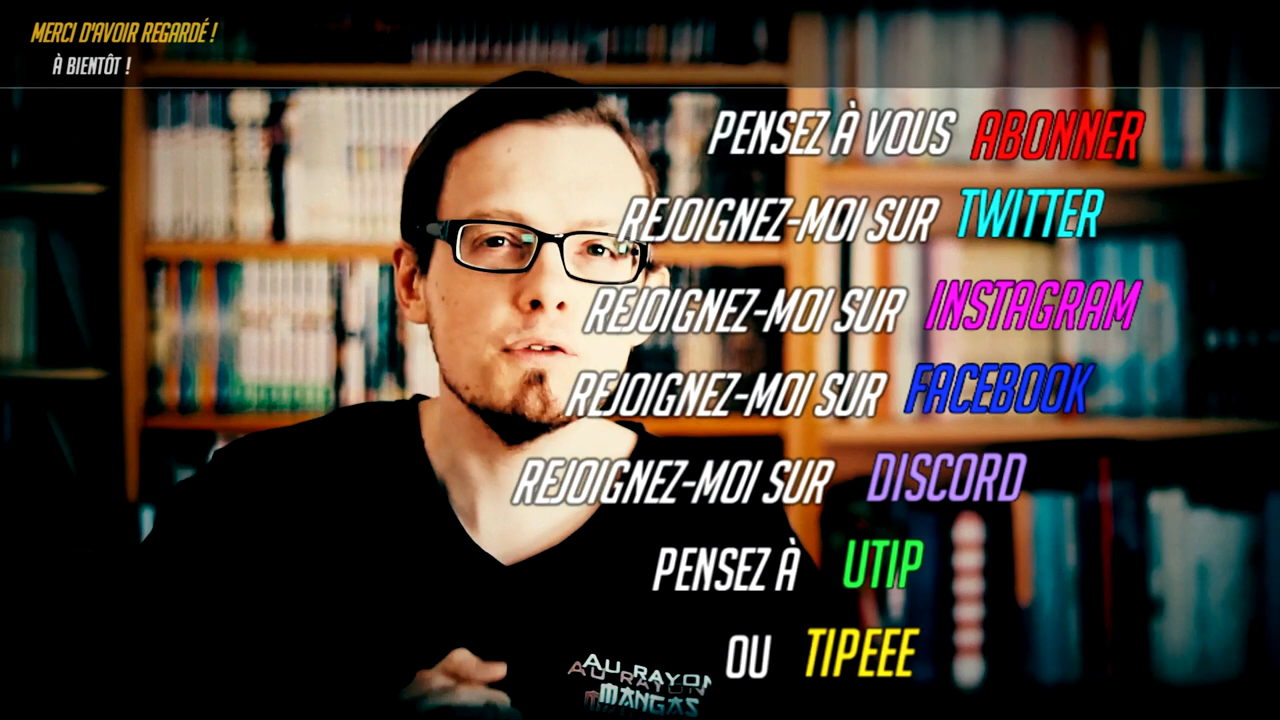 MERCI D'AVOIR REGARDÉ !
À BIENTÔT !
PENSEZ À VOUS ABONNER
REJOIGNEZ-MOI SUR TWITTER
REJOIGNEZ-MOI SUR INSTAGRAM
REJOIGNEZ-MOI SUR FACEBOOK
REJOIGNEZ-MOI SUR DISCORD
PENSEZ À UTIP
OU TIPEEE
AU RAYON
MANGAS